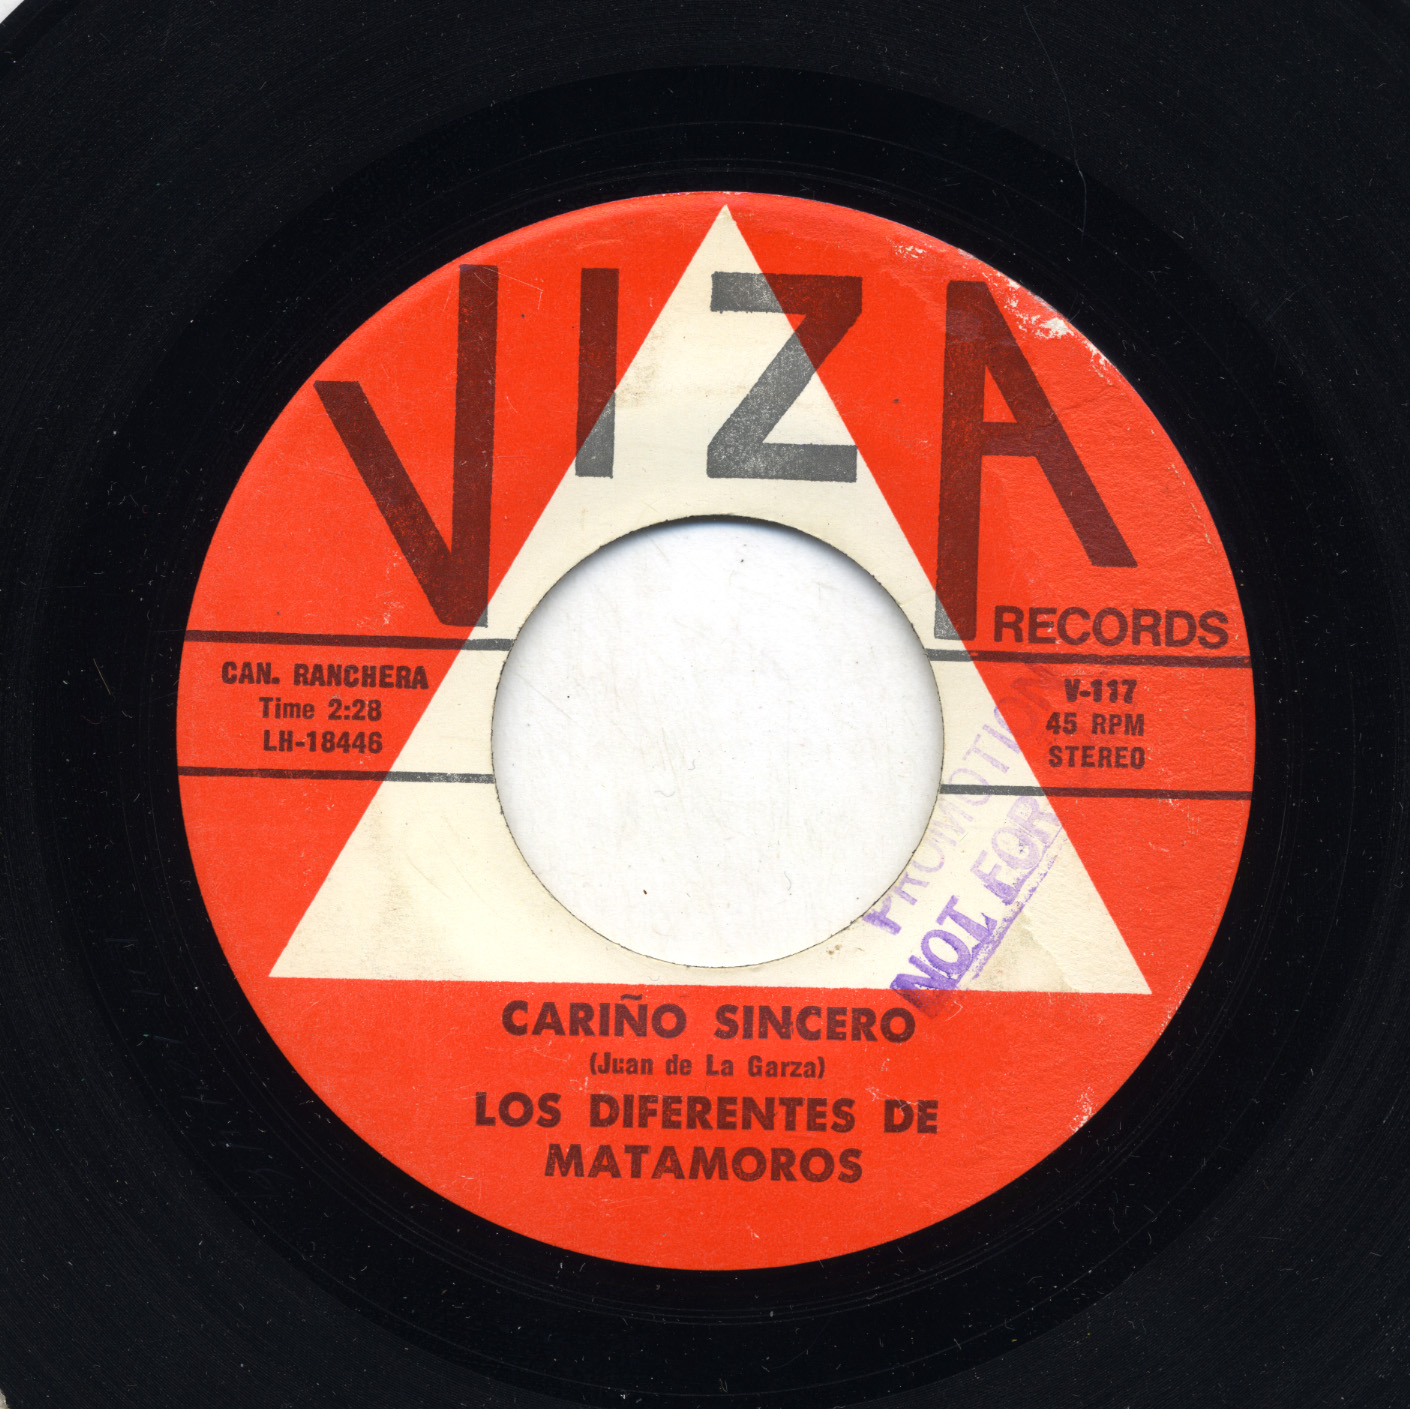 VIZA
RECORDS
CAN. RANCHERA
Time 2:28
LH-18446
V-117
45 RPM
STEREO
PROMOTION
NOT FOR
CARIÑO SINCERO
(Juan de La Garza)
LOS DIFERENTES DE
MATAMOROS